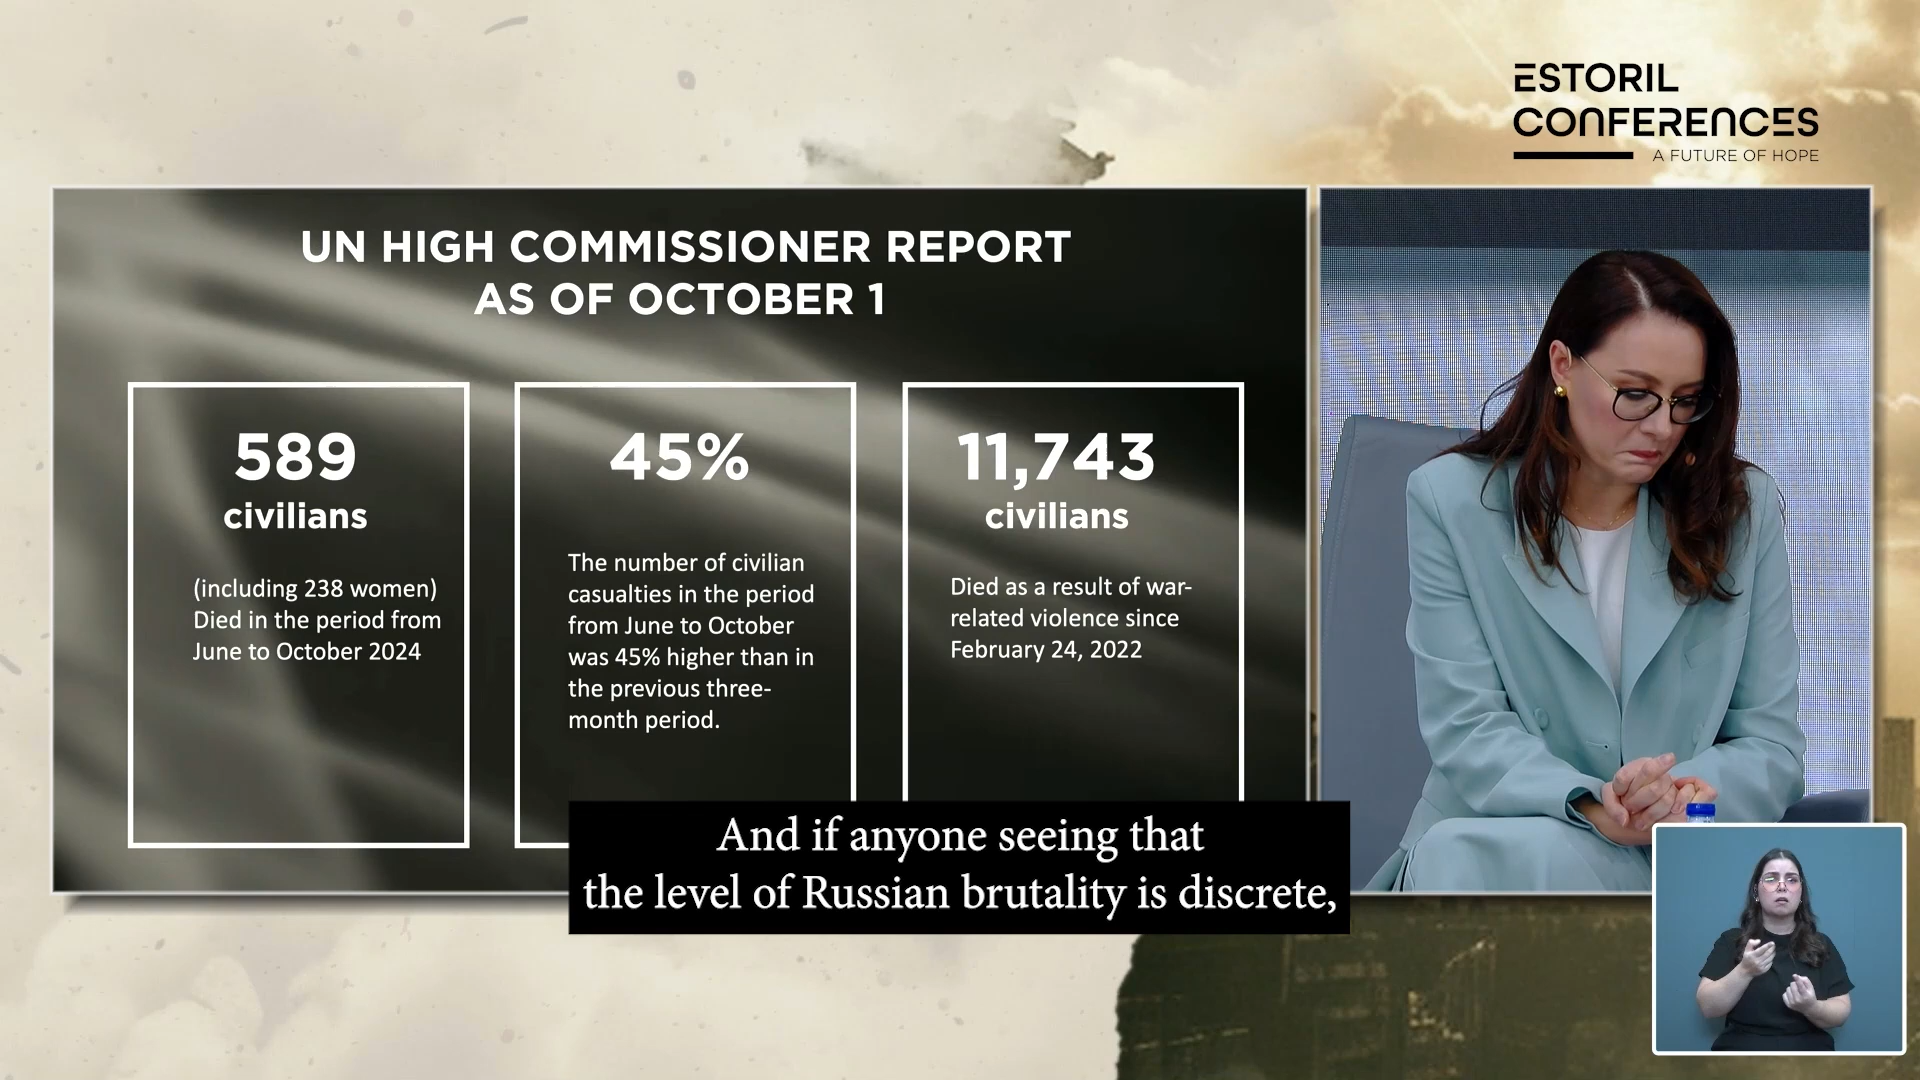 ESTORIL
CONFERENCES
A FUTURE OF HOPE
UN HIGH COMMISSIONER REPORT
AS OF OCTOBER 1
589
civilians
(including 238 women)
Died in the period from
June to October 2024
45%
The number of civilian
casualties in the period
from June to October
was 45% higher than in
the previous three-
month period.
11,743
civilians
Died as a result of war-
related violence since
February 24, 2022
And if anyone seeing that
the level of Russian brutality is discrete,